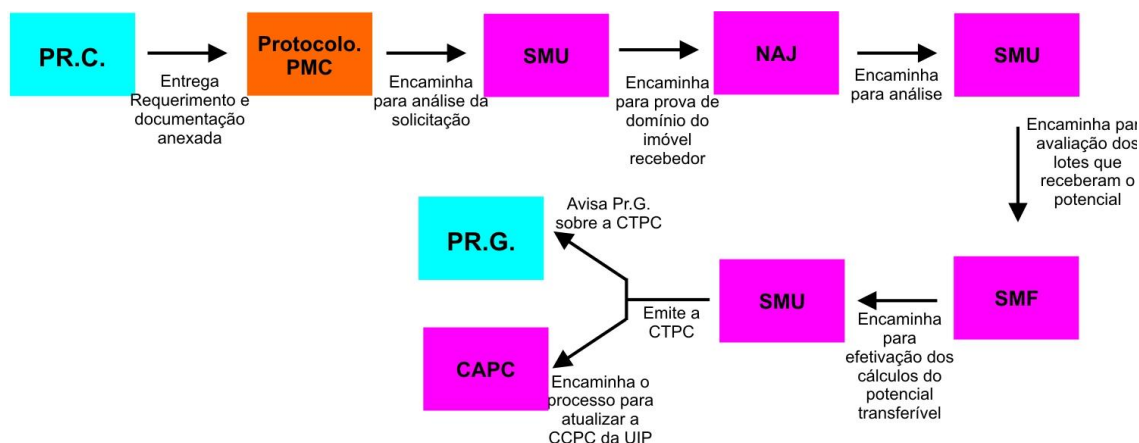 PR.C.
Entrega
Requerimento e
documentação
anexada
Protocolo.
PMC
Encaminha
para análise da
solicitação
SMU
Encaminha
para prova de
domínio do
imóvel
recebedor
NAJ
Encaminha
para análise
SMU
Encaminha par
avaliação dos
lotes que
receberam o
potencial
SMF
Encaminha
para
efetivação dos
cálculos do
potencial
transferível
SMU
Emite a
CTPC
Avisa Pr.G.
sobre a CTPC
PR.G.
CAPC
Encaminha o
processo para
atualizar a
CCPC da UIP